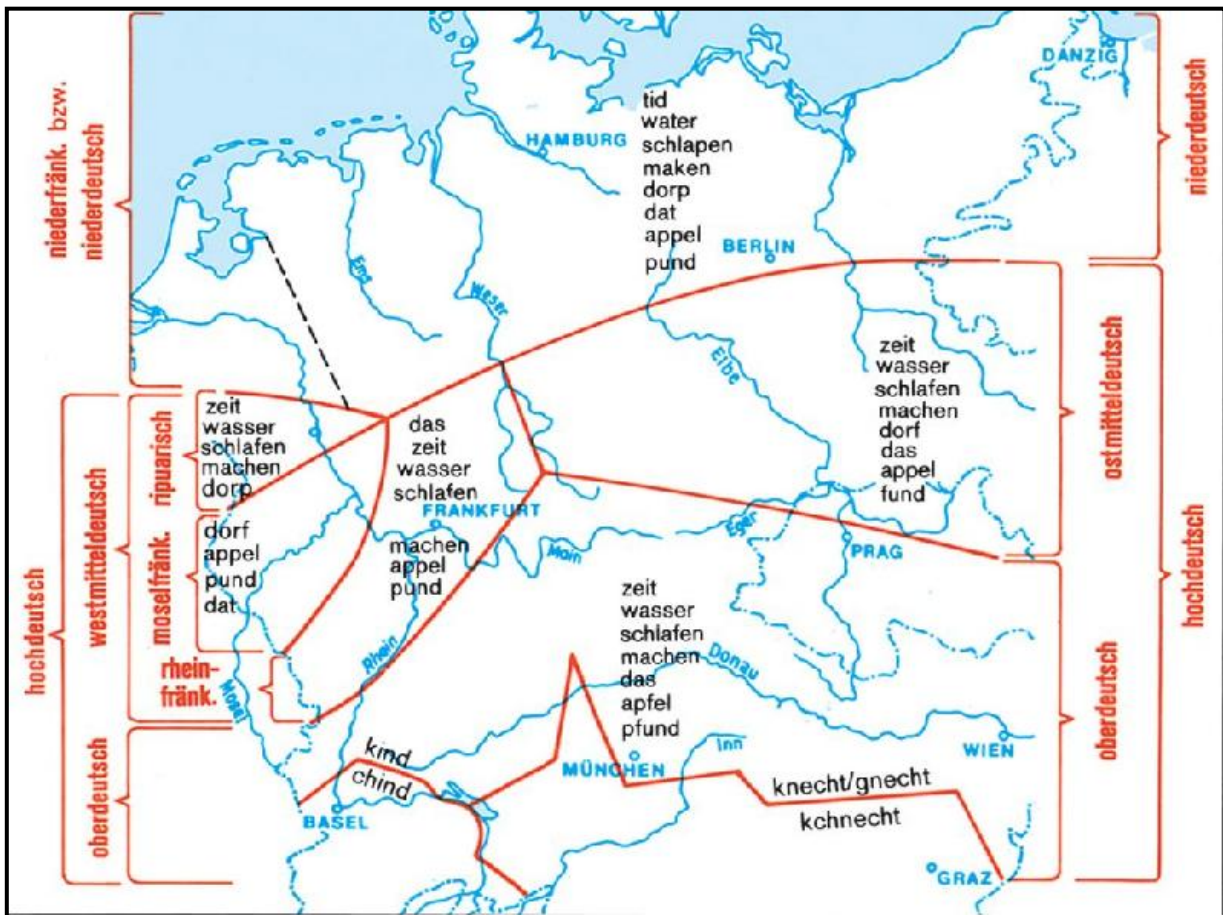 niederfränk. bzw.
niederdeutsch
hochdeutsch
westmitteldeutsch
ripuarisch
moselfränk.
rhein-
fränk.
oberdeutsch
DANZIG
HAMBURG
tid
water
schlapen
maken
dorp
dat
appel
pund
BERLIN
Ems
Weser
Elbe
zeit
wasser
schlafen
machen
dorp
das
zeit
wasser
schlafen
FRANKFURT
machen
appel
pund
dorf
appel
pund
dat
zeit
wasser
schlafen
machen
dorf
das
appel
fund
Main
Eger
PRAG
Rhein
Mosel
zeit
wasser
schlafen
machen
das
apfel
pfund
Donau
Inn
MÜNCHEN
WIEN
kind
chind
BASEL
knecht/gnecht
kchnecht
GRAZ
niederdeutsch
ostmitteldeutsch
oberdeutsch
hochdeutsch